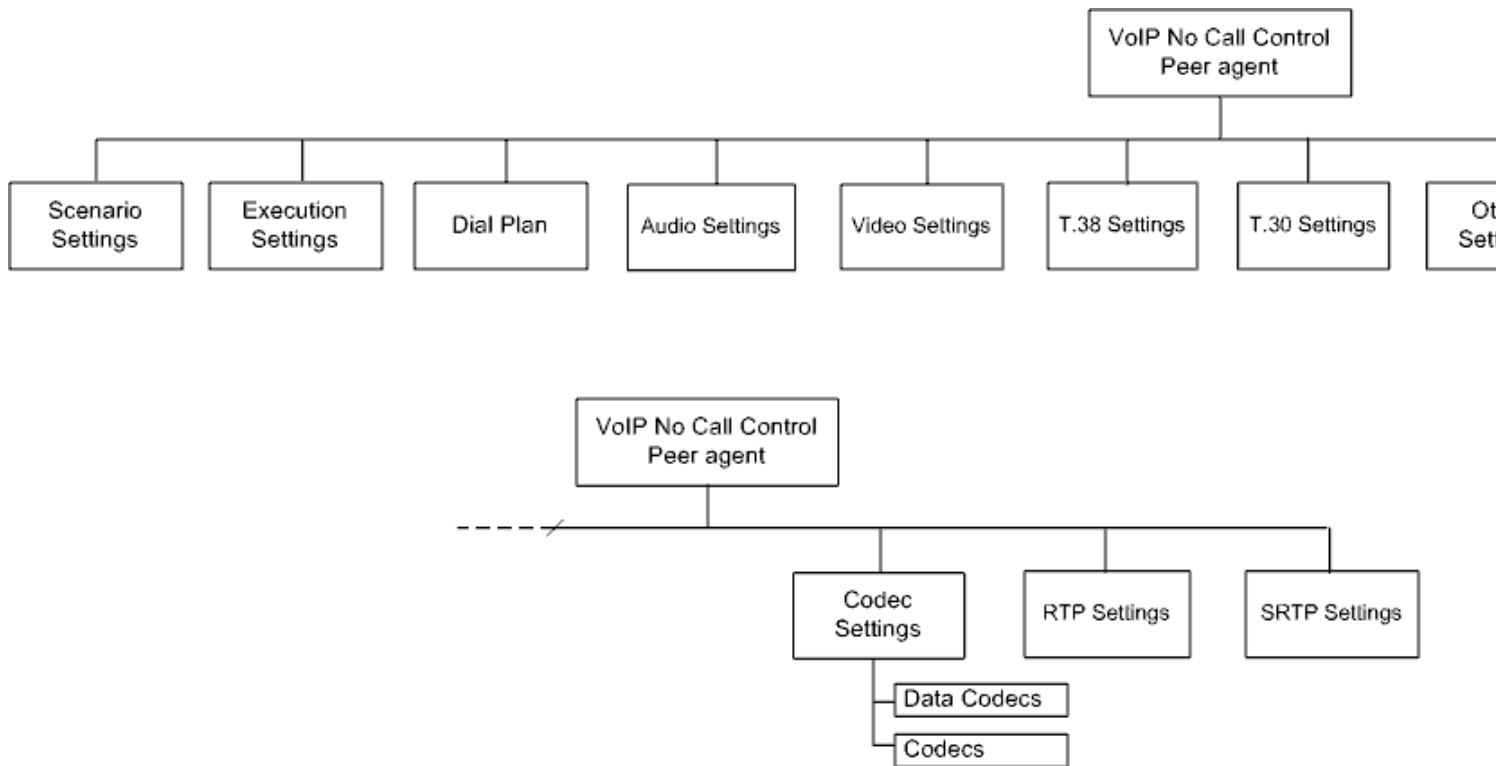 VoIP No Call Control
Peer agent
Scenario
Settings
Execution
Settings
Dial Plan
Audio Settings
Video Settings
T.38 Settings
T.30 Settings
VoIP No Call Control
Peer agent
Codec
Settings
RTP Settings
SRTP Settings
Data Codecs
Codecs